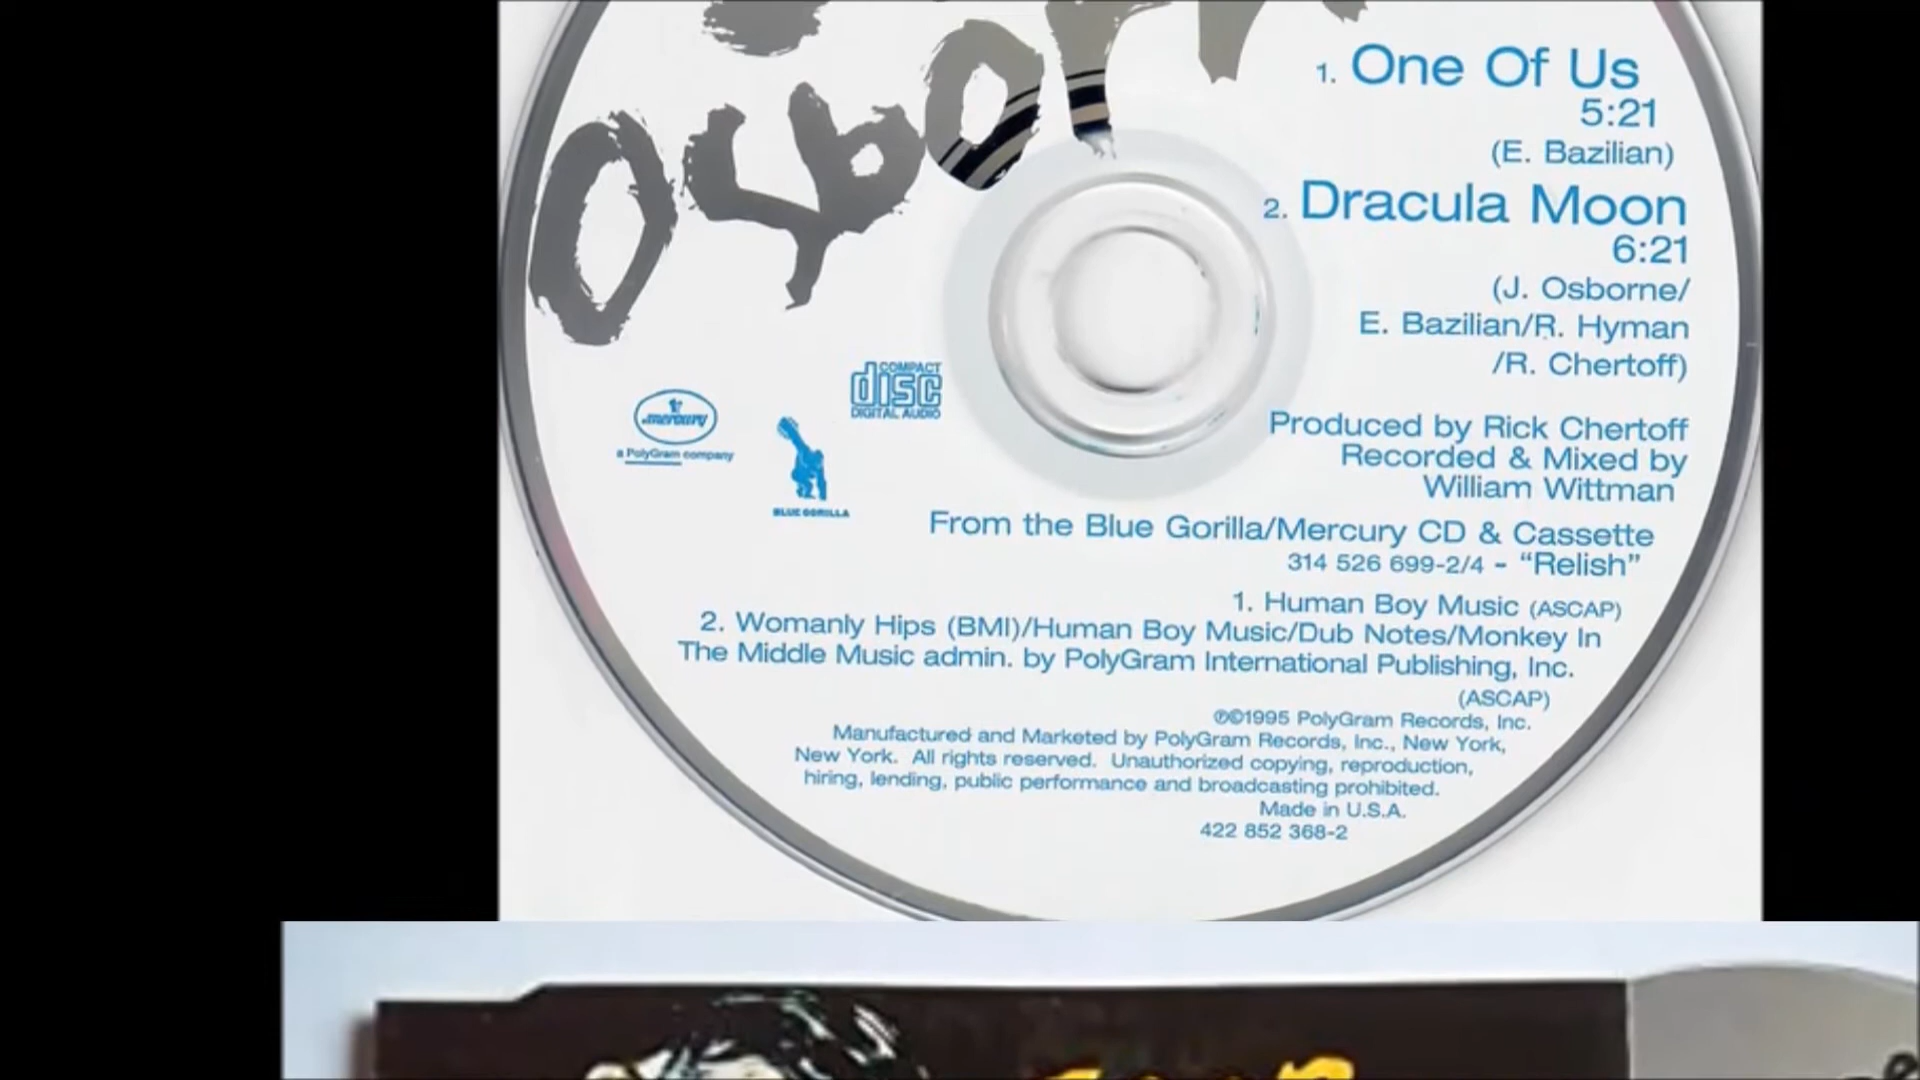 Osborn
1. One Of Us
5:21
(E. Bazilian)
2. Dracula Moon
6:21
(J. Osborne/
E. Bazilian/R. Hyman
/R. Chertoff)
COMPACT
disc
DIGITAL AUDIO
mercury
a PolyGram company
BLUE GORILLA
Produced by Rick Chertoff
Recorded & Mixed by
William Wittman
From the Blue Gorilla/Mercury CD & Cassette
314 526 699-2/4 - “Relish”
1. Human Boy Music (ASCAP)
2. Womanly Hips (BMI)/Human Boy Music/Dub Notes/Monkey In
The Middle Music admin. by PolyGram International Publishing, Inc.
(ASCAP)
℗©1995 PolyGram Records, Inc.
Manufactured and Marketed by PolyGram Records, Inc., New York,
New York. All rights reserved. Unauthorized copying, reproduction,
hiring, lending, public performance and broadcasting prohibited.
Made in U.S.A.
422 852 368-2